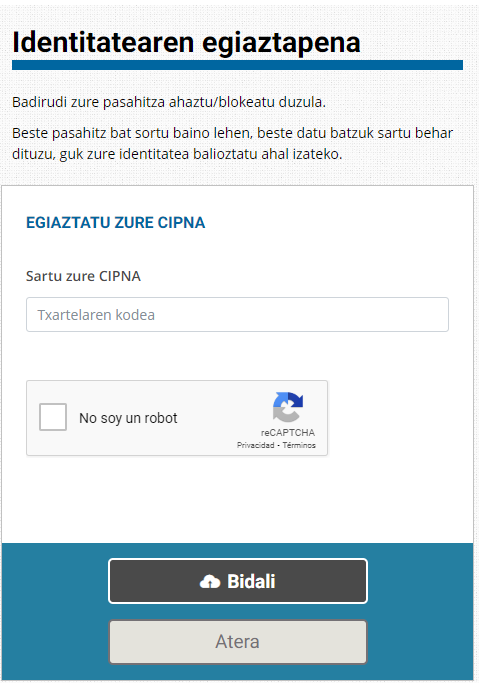 Identitatearen egiaztapena
Badirudi zure pasahitza ahaztu/blokeatu duzula.
Beste pasahitz bat sortu baino lehen, beste datu batzuk sartu behar
dituzu, guk zure identitatea balioztatu ahal izateko.
EGIAZTATU ZURE CIPNA
Sartu zure CIPNA
Txartelaren kodea
No soy un robot
reCAPTCHA
Privacidad - Términos
Bidali
Atera